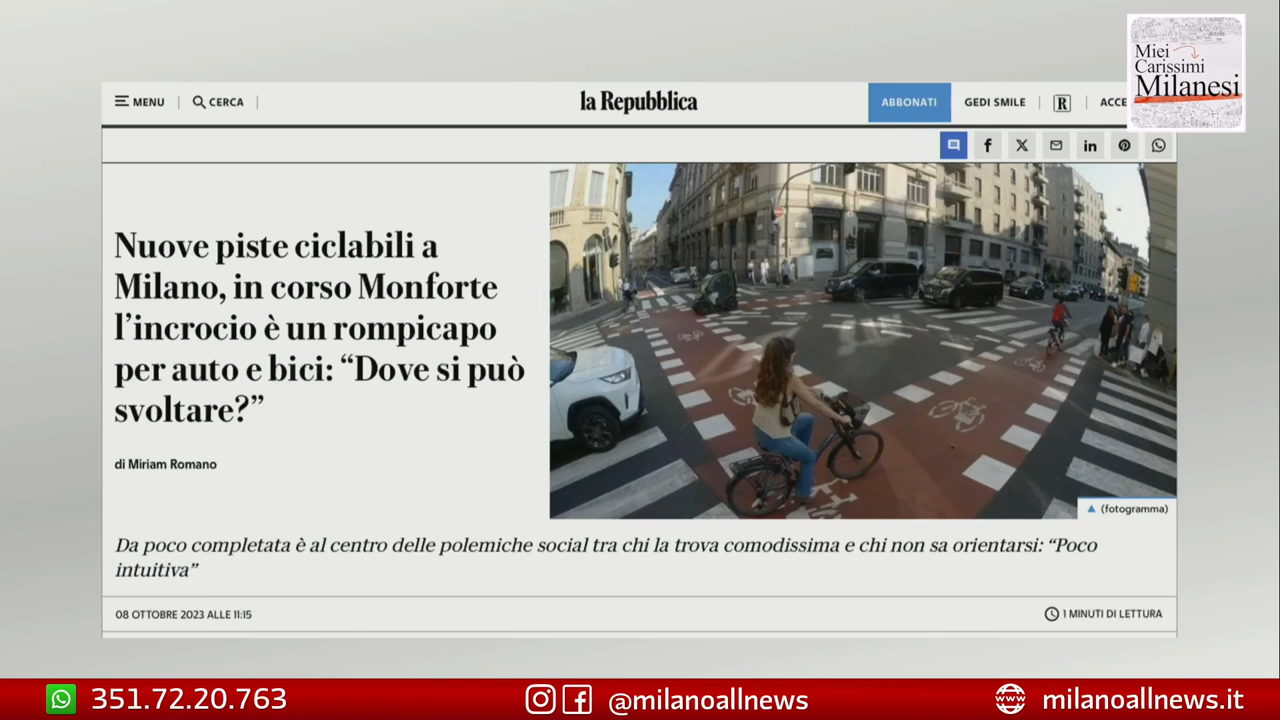 Miei
Carissimi
Milanesi
MENU
CERCA
la Repubblica
ABBONATI
GEDI SMILE
R
ACCE
Nuove piste ciclabili a
Milano, in corso Monforte
l’incrocio è un rompicapo
per auto e bici: “Dove si può
svoltare?”
di Miriam Romano
(fotogramma)
Da poco completata è al centro delle polemiche social tra chi la trova comodissima e chi non sa orientarsi: “Poco
intuitiva”
08 OTTOBRE 2023 ALLE 11:15
1 MINUTI DI LETTURA
351.72.20.763
@milanoallnews
milanoallnews.it